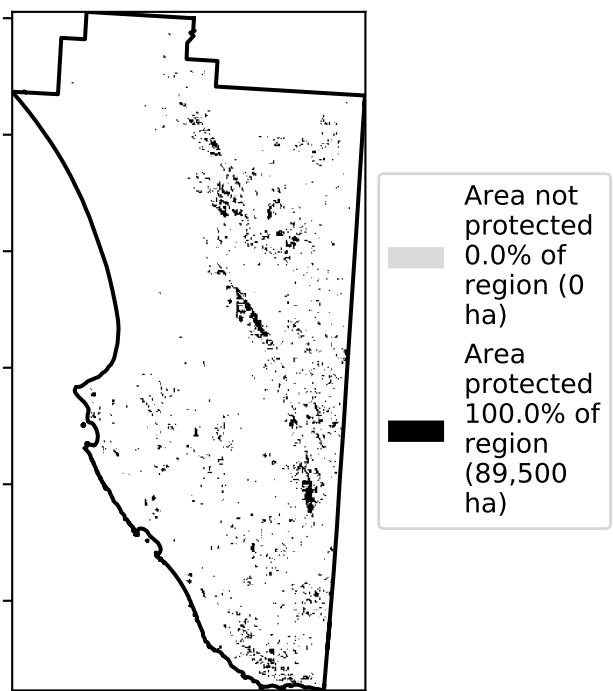 Area not
protected
0.0% of
region (0
ha)
Area
protected
100.0% of
region
(89,500
ha)